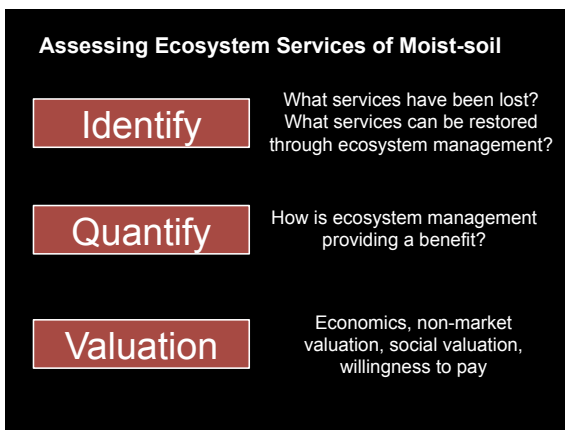 Assessing Ecosystem Services of Moist-soil
Identify
What services have been lost?
What services can be restored
through ecosystem management?
Quantify
How is ecosystem management
providing a benefit?
Valuation
Economics, non-market
valuation, social valuation,
willingness to pay